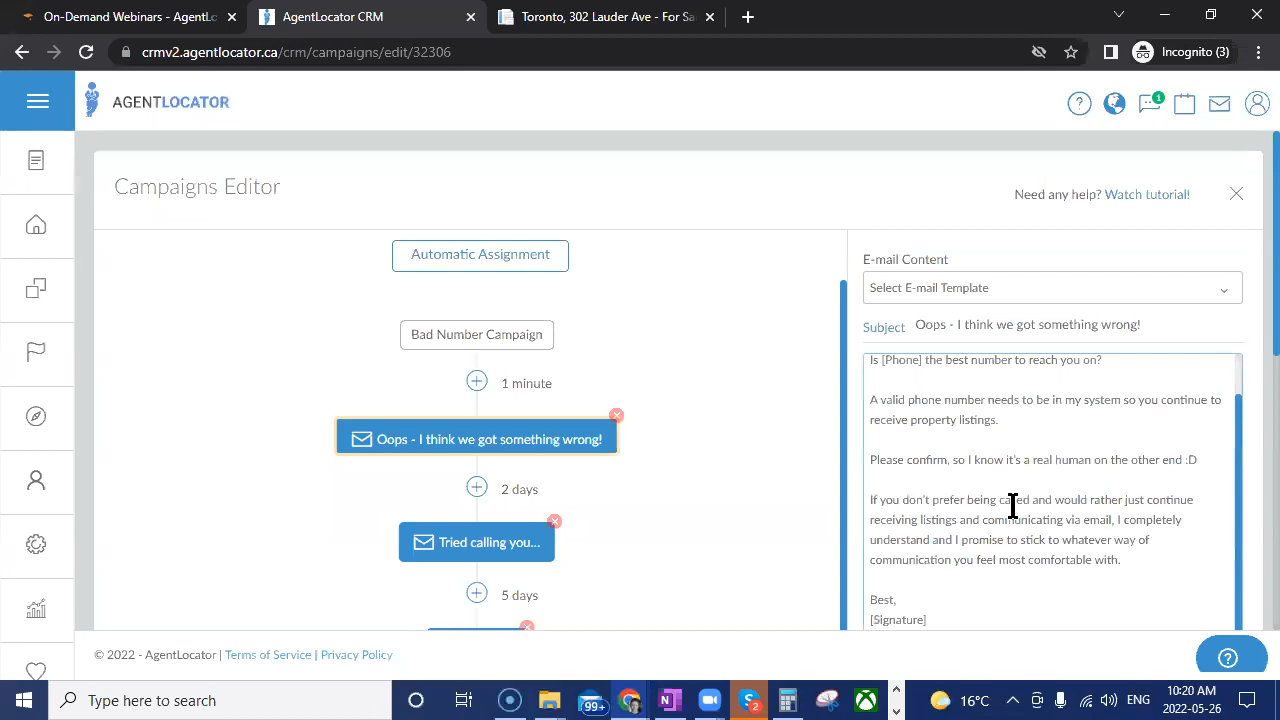 On-Demand Webinars - AgentLo
AgentLocator CRM
Toronto, 302 Lauder Ave - For Sa
crmv2.agentlocator.ca/crm/campaigns/edit/32306
Incognito (3)
AGENTLOCATOR
1
Campaigns Editor
Need any help? Watch tutorial!
Automatic Assignment
Bad Number Campaign
1 minute
Oops - I think we got something wrong!
2 days
Tried calling you...
5 days
E-mail Content
Select E-mail Template
Subject Oops - I think we got something wrong!
Is [Phone] the best number to reach you on?
A valid phone number needs to be in my system so you continue to
receive property listings.
Please confirm, so I know it's a real human on the other end :D
If you don't prefer being called and would rather just continue
receiving listings and communicating via email, I completely
understand and I promise to stick to whatever way of
communication you feel most comfortable with.
Best,
[Signature]
© 2022 - AgentLocator | Terms of Service | Privacy Policy
Type here to search
99+
2
16°C
ENG
10:20 AM
2022-05-26